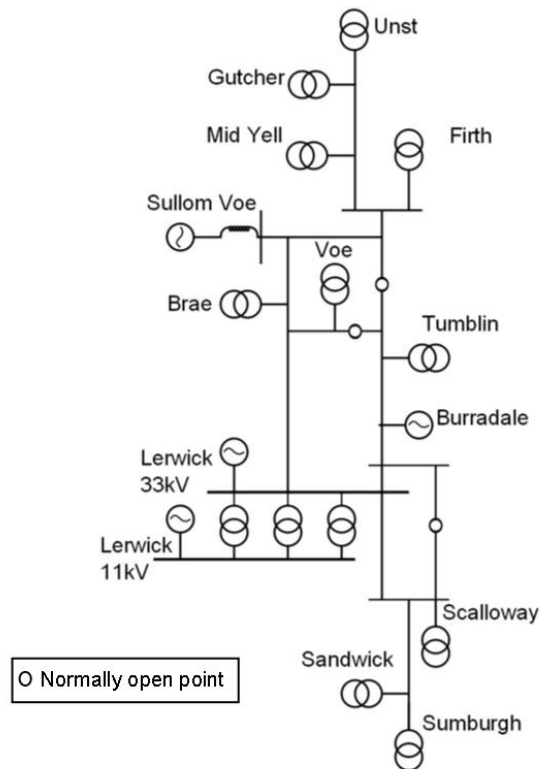 Unst
Gutcher
Mid Yell
Firth
Sullom Voe
Voe
Brae
Tumblin
Burradale
Lerwick
33kV
Lerwick
11kV
Scalloway
Sandwick
O Normally open point
Sumburgh